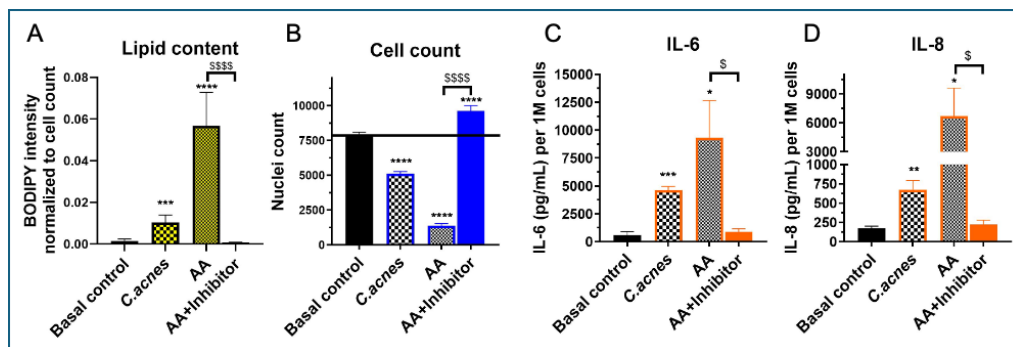 A
Lipid content
BODIPY intensity
normalized to cell count
0.08
0.06
0.04
0.02
0.00
***
AA
****
$$$$
Basal control
C.acnes
AA
AA+Inhibitor
B
Cell count
Nuclei count
10000
7500
5000
2500
0
****
****
$$$$
****
Basal control
C.acnes
AA
AA+Inhibitor
C
IL-6
IL-6 (pg/mL) per 1M cells
15000
12500
10000
7500
5000
2500
0
***
*
$
Basal control
C.acnes
AA
AA+Inhibitor
D
IL-8
IL-8 (pg/mL) per 1M cells
9000
6000
3000
1000
750
500
250
0
**
*
$
Basal control
C.acnes
AA
AA+Inhibitor